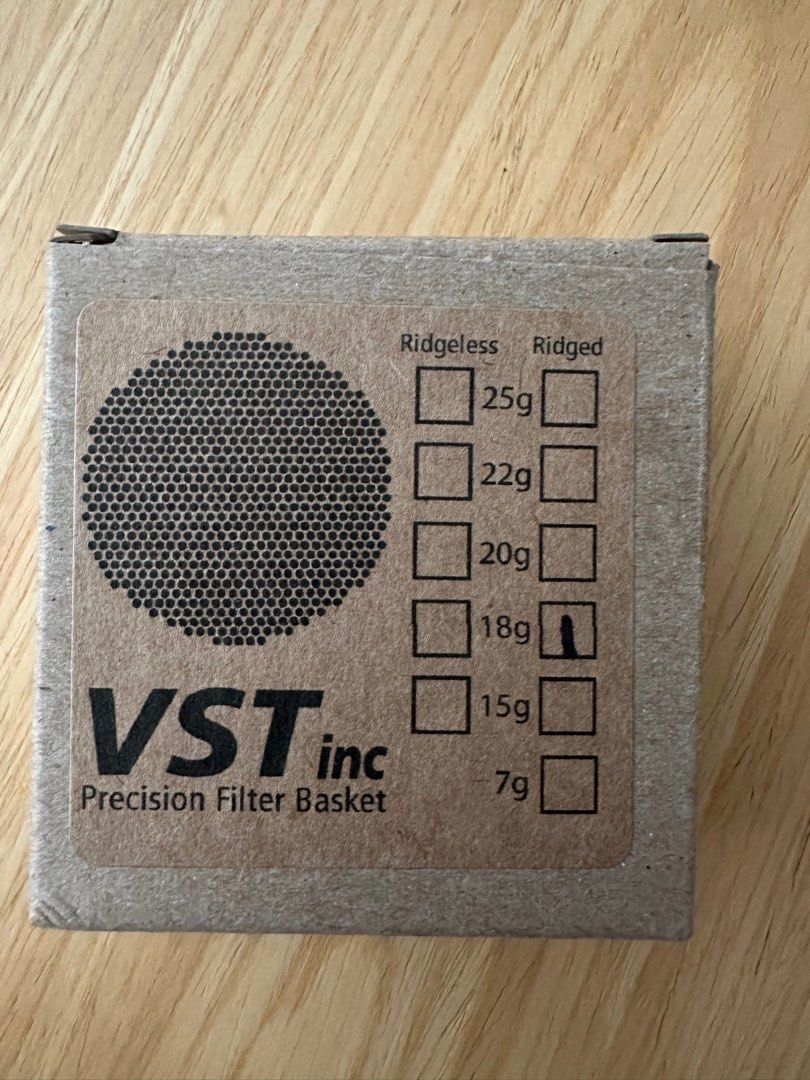 Ridgeless Ridged
25g
22g
20g
18g
15g
7g
VST inc
Precision Filter Basket